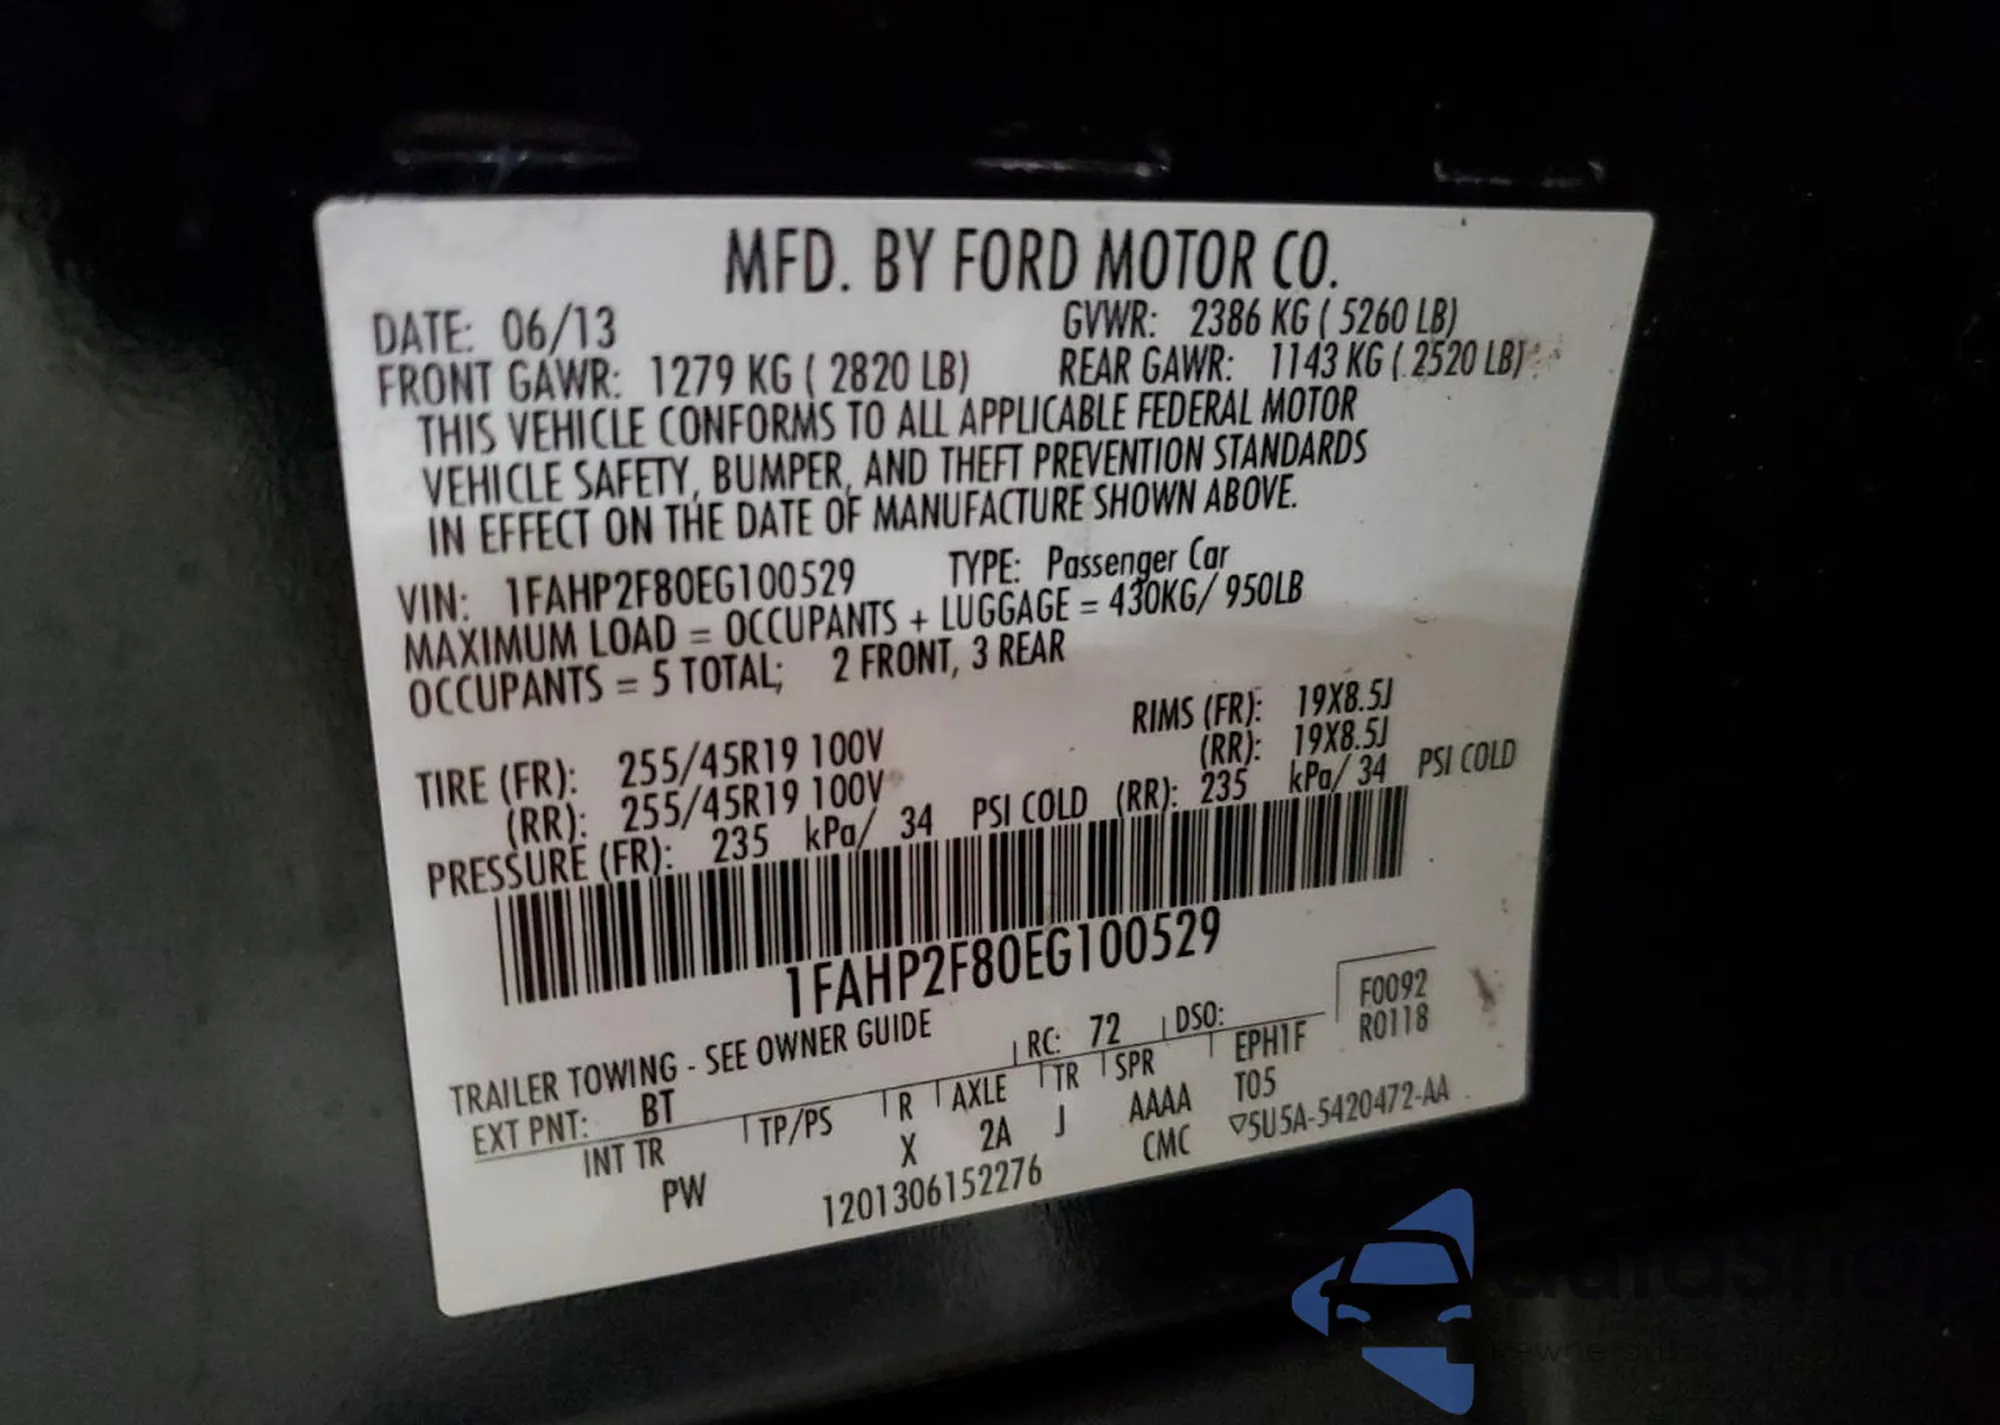 MFD. BY FORD MOTOR CO.
DATE: 06/13 GVWR: 2386 KG ( 5260 LB)
FRONT GAWR: 1279 KG ( 2820 LB) REAR GAWR: 1143 KG ( 2520 LB)
THIS VEHICLE CONFORMS TO ALL APPLICABLE FEDERAL MOTOR
VEHICLE SAFETY, BUMPER, AND THEFT PREVENTION STANDARDS
IN EFFECT ON THE DATE OF MANUFACTURE SHOWN ABOVE.
VIN: 1FAHP2F80EG100529 TYPE: Passenger Car
MAXIMUM LOAD = OCCUPANTS + LUGGAGE = 430KG/ 950LB
OCCUPANTS = 5 TOTAL; 2 FRONT, 3 REAR
RIMS (FR): 19X8.5J
TIRE (FR): 255/45R19 100V (RR): 19X8.5J
(RR): 255/45R19 100V
PRESSURE (FR): 235 kPa/ 34 PSI COLD (RR): 235 kPa/ 34 PSI COLD
1FAHP2F80EG100529
F0092
TRAILER TOWING - SEE OWNER GUIDE RC: 72 DSO: R0118
EXT PNT: BT
INT TR TP/PS R AXLE TR SPR EPH1F
PW X 2A J AAAA T05
1201306152276 CMC ▽5U5A-5420472-AA